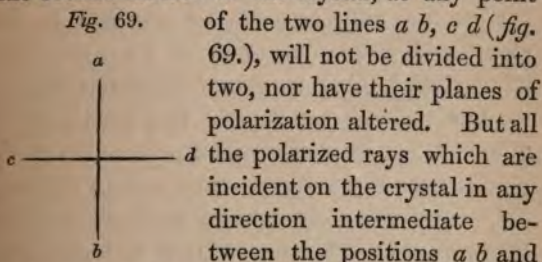 Fig. 69.
a
c
d
b
of the two lines a b, c d (fig.
69.), will not be divided into
two, nor have their planes of
polarization altered. But all
the polarized rays which are
incident on the crystal in any
direction intermediate be-
tween the positions a b and